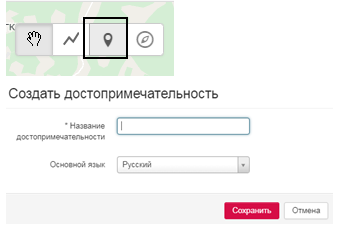 Создать достопримечательность
* Название
достопримечательности
Основной язык
Русский
Сохранить
Отмена